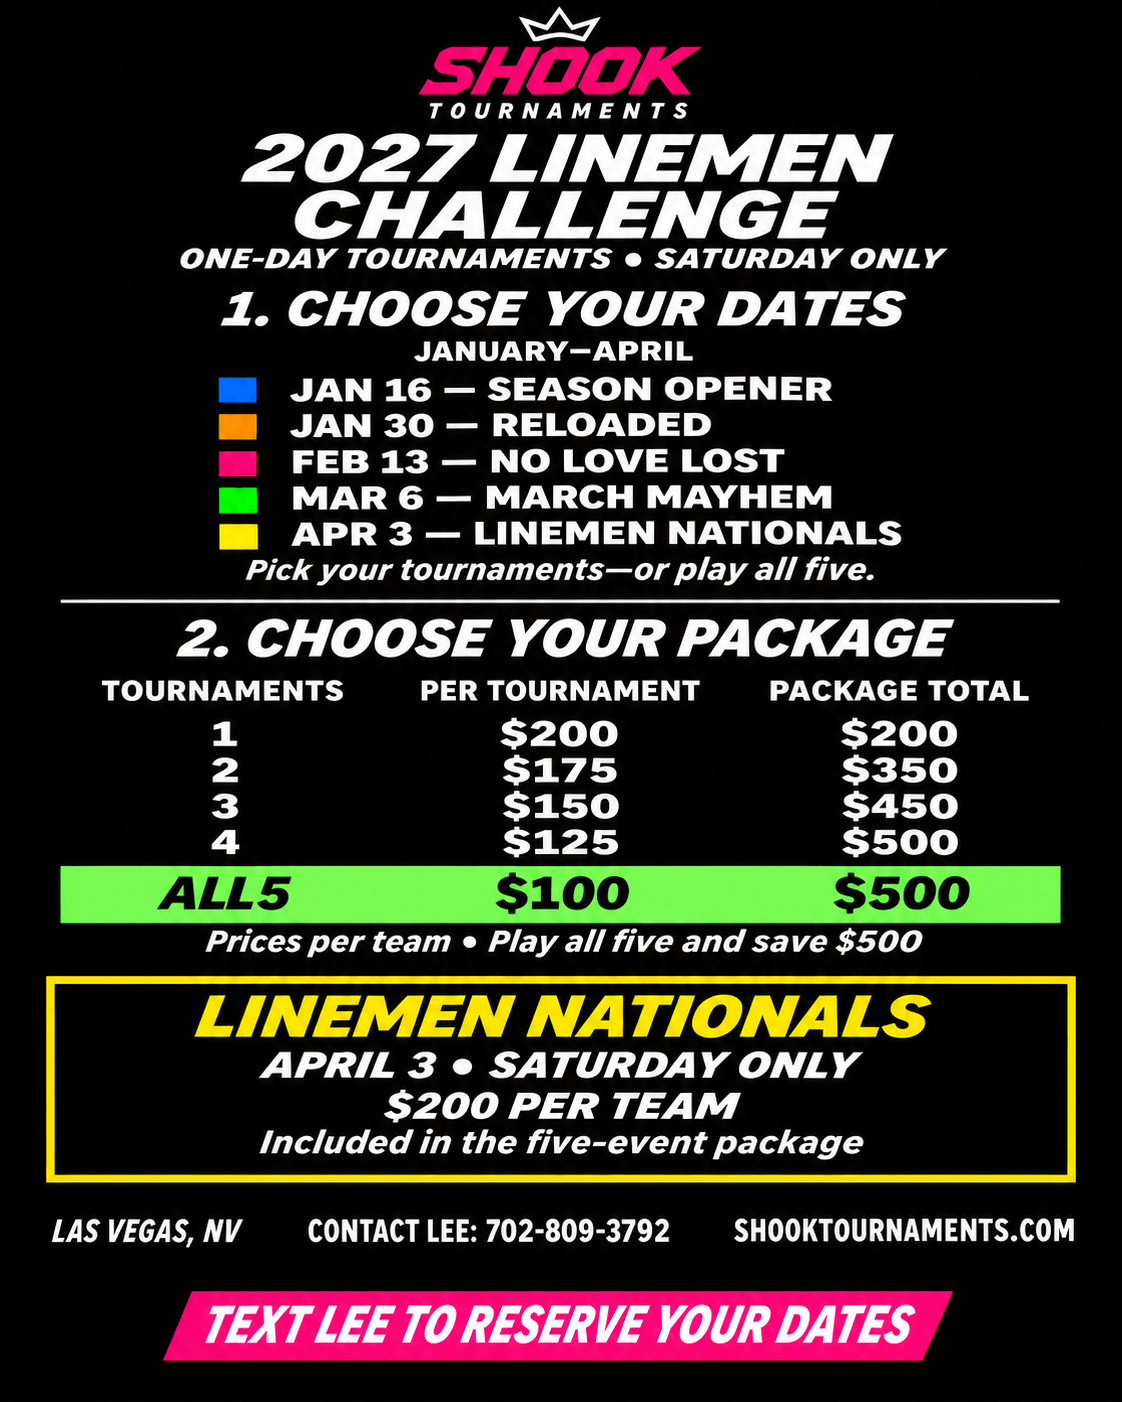 SHOOK
TOURNAMENTS
2027 LINEMEN
CHALLENGE
ONE-DAY TOURNAMENTS • SATURDAY ONLY
1. CHOOSE YOUR DATES
JANUARY–APRIL
JAN 16 — SEASON OPENER
JAN 30 — RELOADED
FEB 13 — NO LOVE LOST
MAR 6 — MARCH MAYHEM
APR 3 — LINEMEN NATIONALS
Pick your tournaments—or play all five.
2. CHOOSE YOUR PACKAGE
TOURNAMENTS PER TOURNAMENT PACKAGE TOTAL
1 $200 $200
2 $175 $350
3 $150 $450
4 $125 $500
ALL5 $100 $500
Prices per team • Play all five and save $500
LINEMEN NATIONALS
APRIL 3 • SATURDAY ONLY
$200 PER TEAM
Included in the five-event package
LAS VEGAS, NV CONTACT LEE: 702-809-3792 SHOOKTOURNAMENTS.COM
TEXT LEE TO RESERVE YOUR DATES